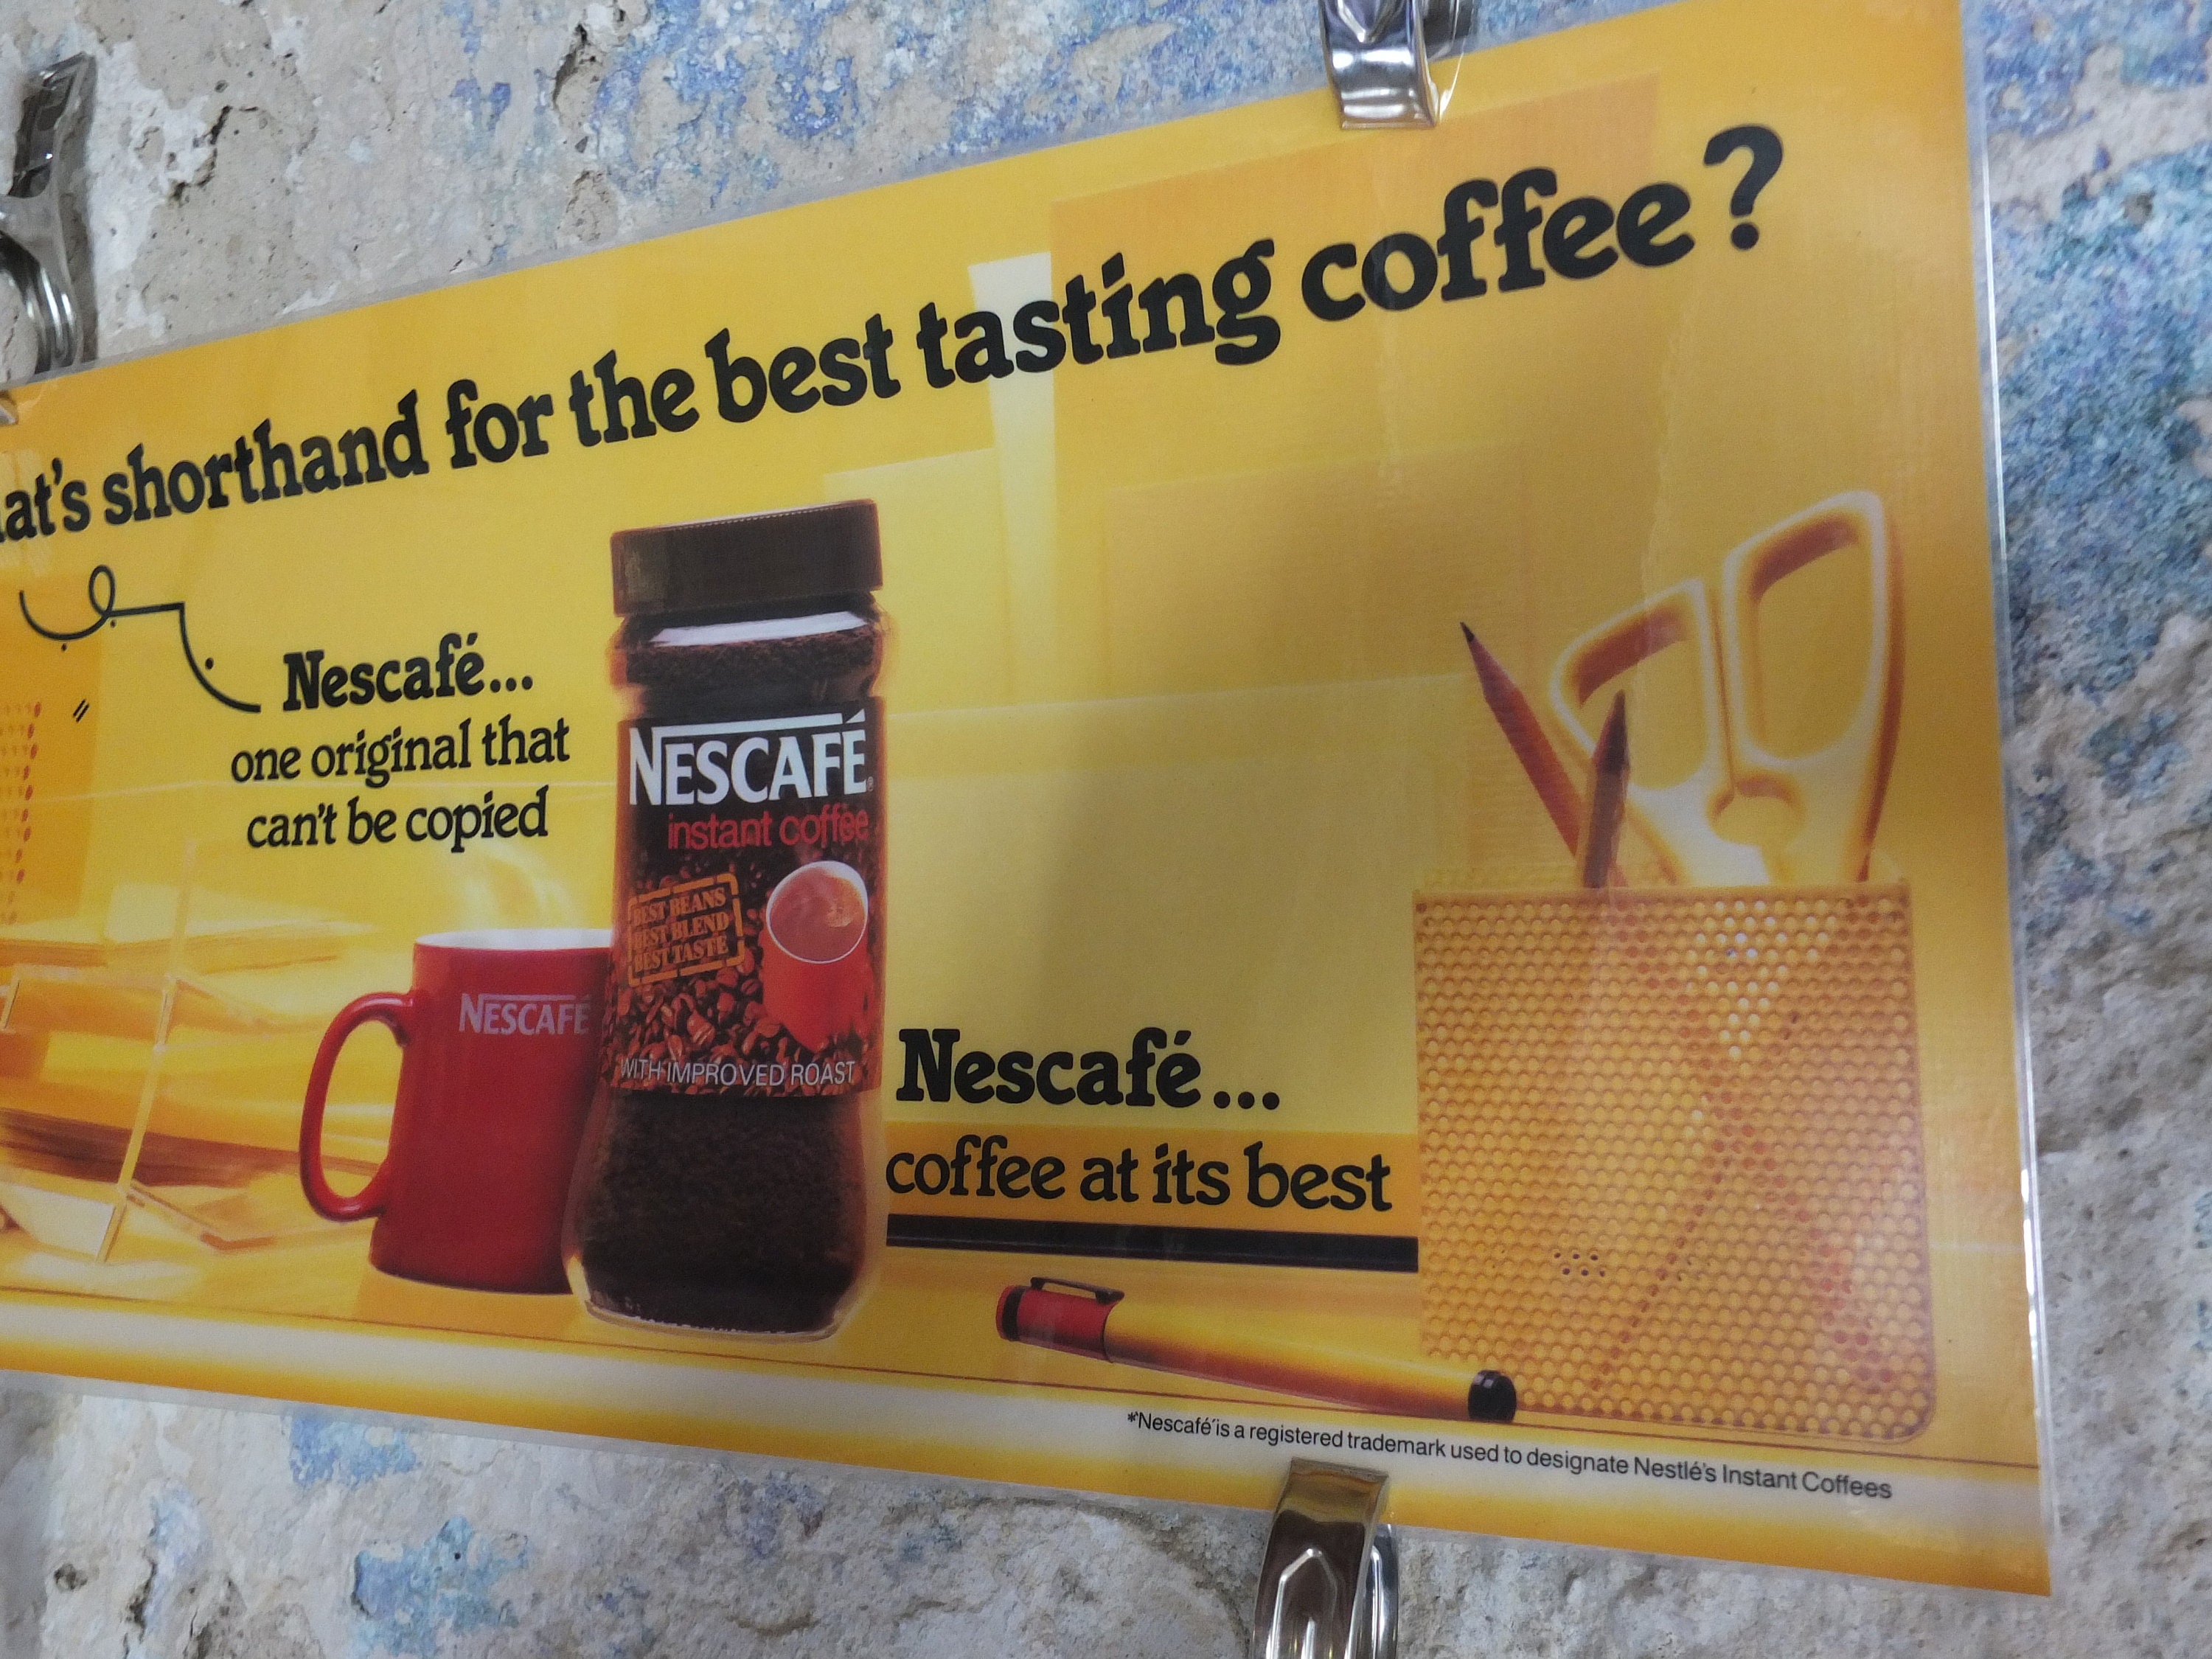 at's shorthand for the best tasting coffee?
Nescafé...
one original that
can't be copied
NESCAFÉ
NESCAFÉ®
instant coffee
BEST BEANS
BEST BLEND
BEST TASTE
WITH IMPROVED ROAST
Nescafé...
coffee at its best
*'Nescafé' is a registered trademark used to designate Nestlé's Instant Coffees